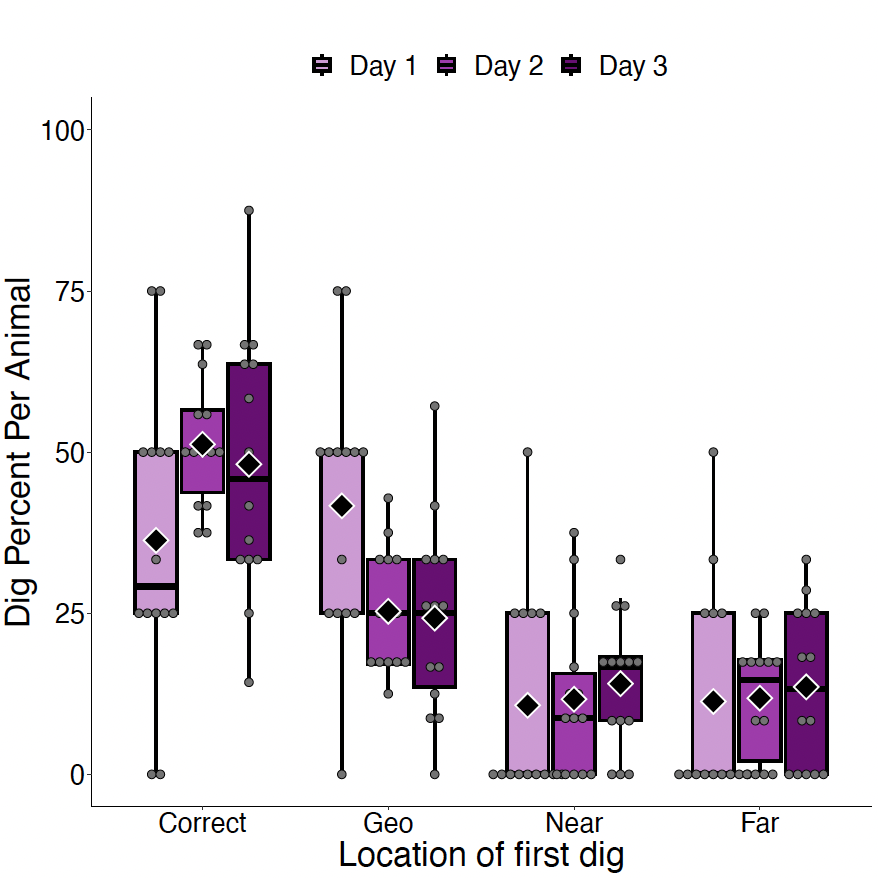 Day 1 Day 2 Day 3
100
75
50
25
0
Dig Percent Per Animal
Correct Geo Near Far
Location of first dig